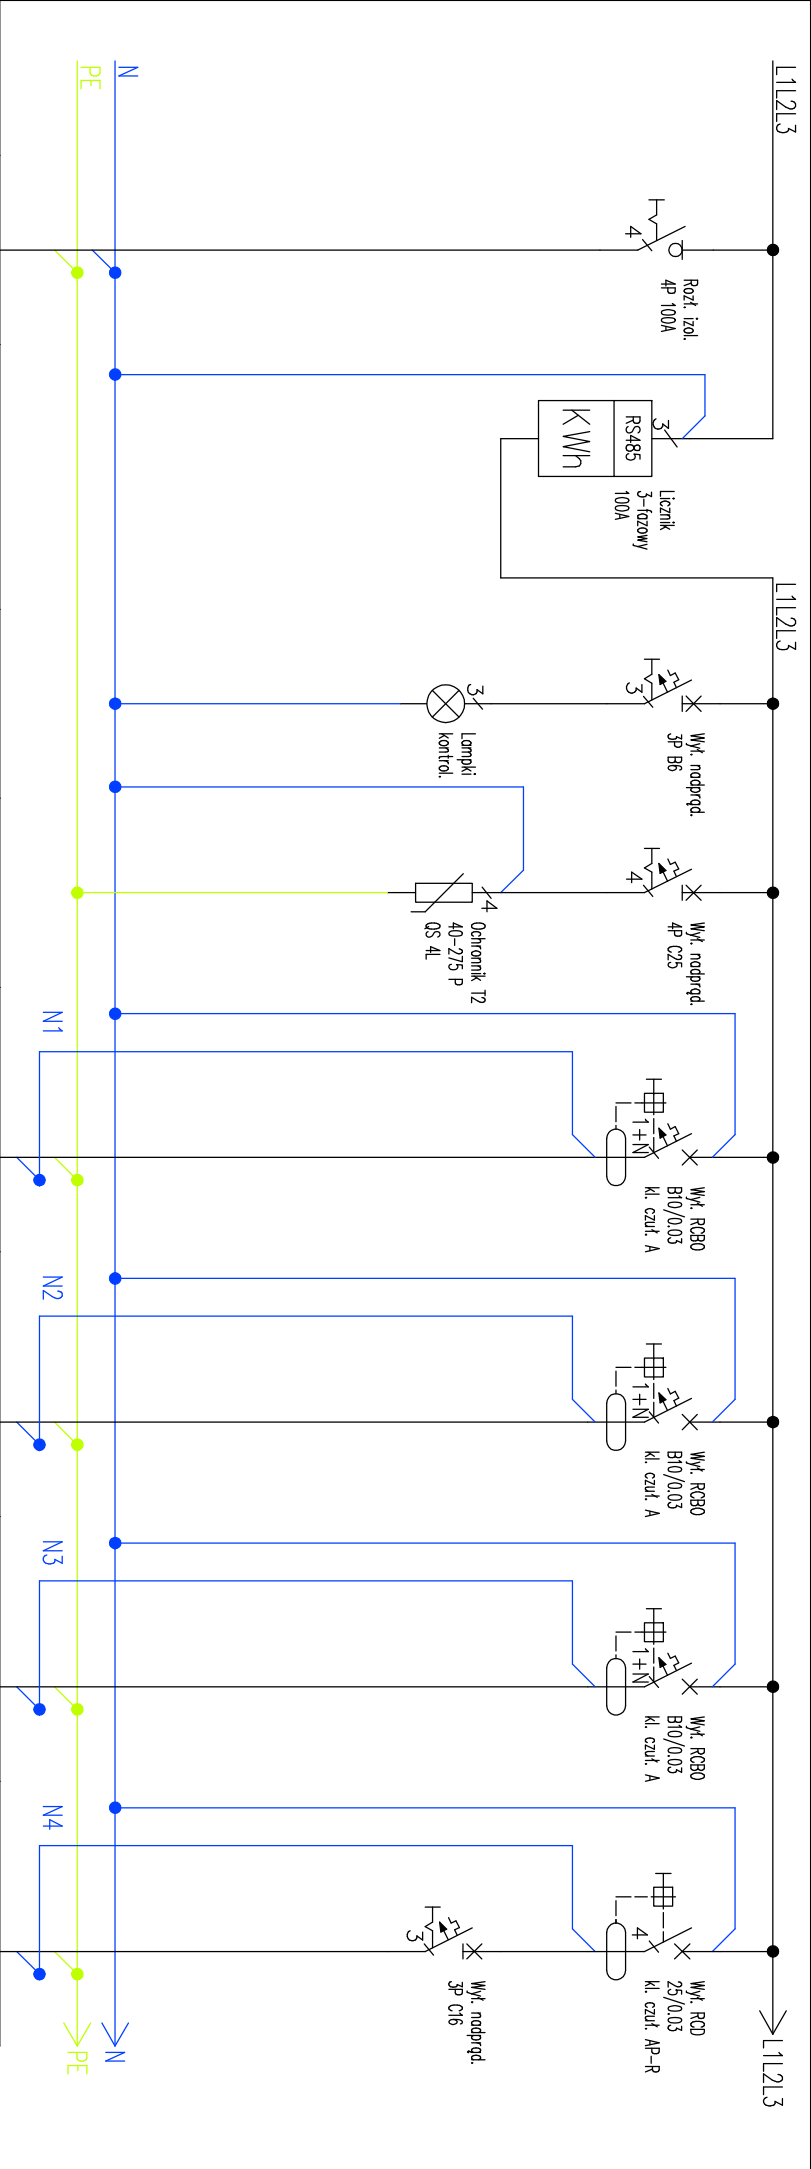 L1L2L3
N
PE
4
Rozł. izol.
4P 100A
3
RS485
KWh
Licznik
3-fazowy
100A
L1L2L3
3
Wył. nadprąd.
3P B6
3
Lampki
kontrol.
4
Wył. nadprąd.
4P C25
4
Ochronnik T2
40-275 P
QS 4L
N1
1+N
Wył. RCBO
B10/0.03
kl. czuł. A
N2
1+N
Wył. RCBO
B10/0.03
kl. czuł. A
N3
1+N
Wył. RCBO
B10/0.03
kl. czuł. A
N4
4
Wył. RCD
25/0.03
kl. czuł. AP-R
3
Wył. nadprąd.
3P C16
L1L2L3
N
PE